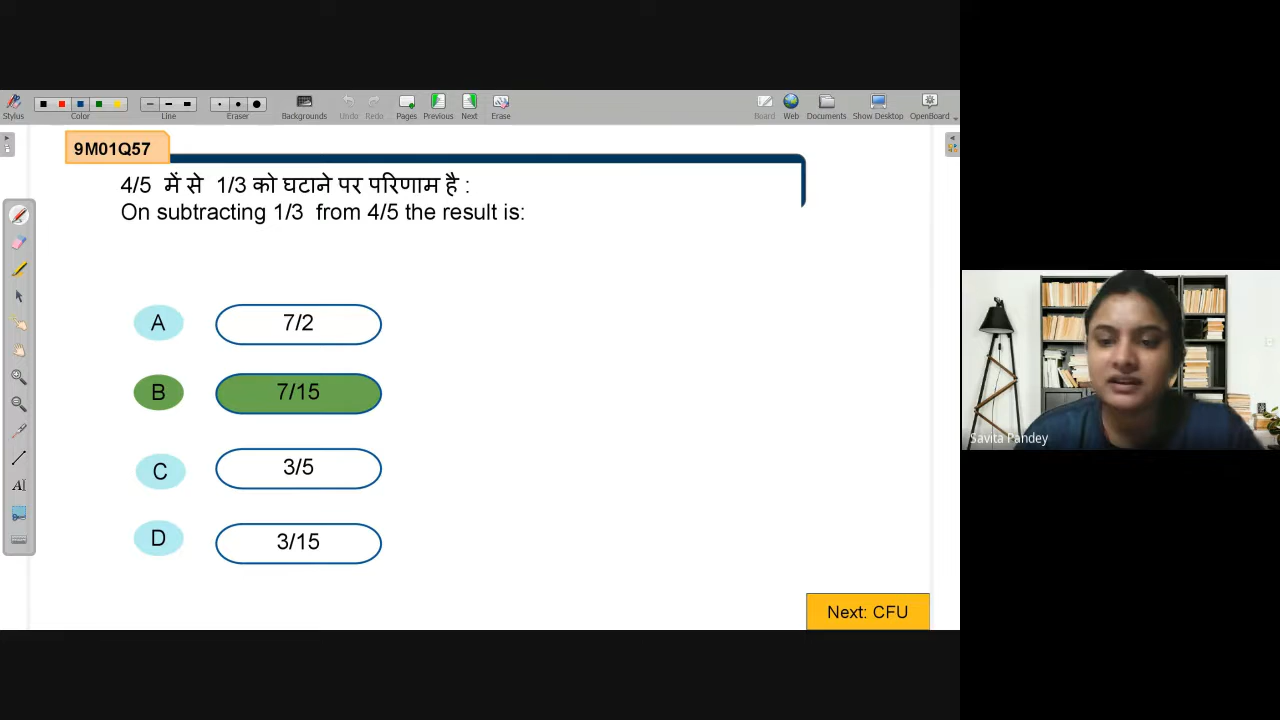 Stylus
Color
Line
Eraser
Backgrounds
Undo
Redo
Pages
Previous
Next
Erase
Board
Web
Documents
Show Desktop
OpenBoard
9M01Q57
4/5 में से 1/3 को घटाने पर परिणाम है :
On subtracting 1/3 from 4/5 the result is:
A 7/2
B 7/15
C 3/5
D 3/15
Next: CFU
Savita Pandey